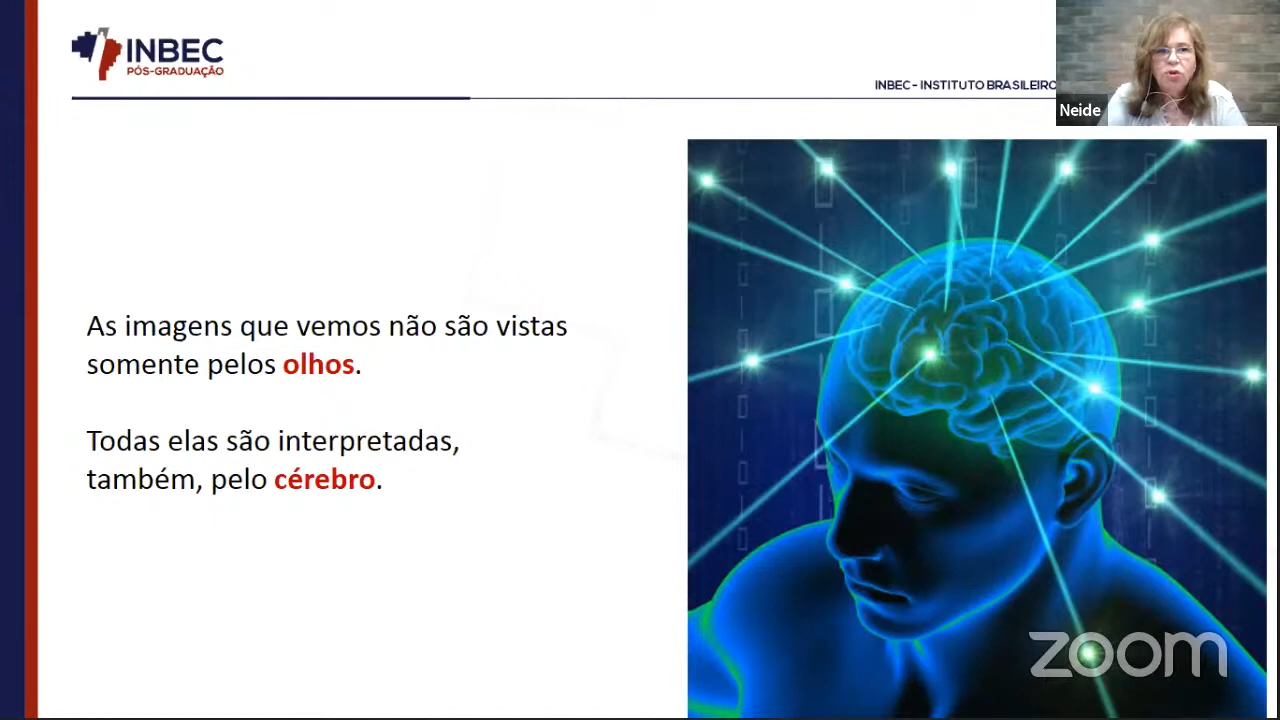 INBEC
PÓS-GRADUAÇÃO
INBEC - INSTITUTO BRASILEIRO
Neide
As imagens que vemos não são vistas
somente pelos olhos.
Todas elas são interpretadas,
também, pelo cérebro.
zoom